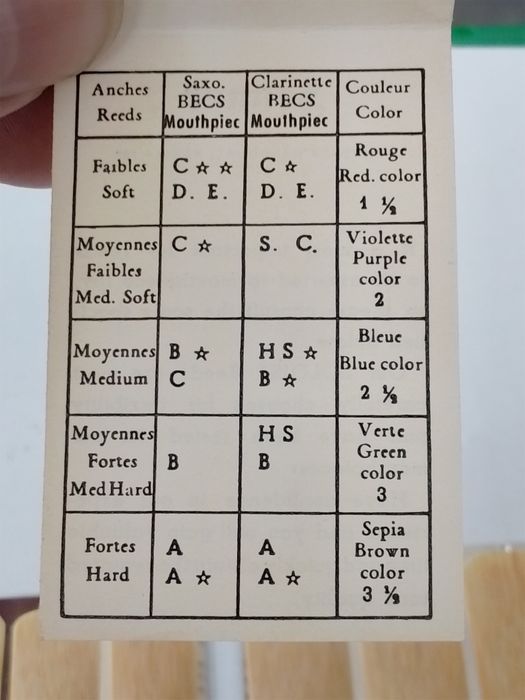 Anches
Reeds
Saxo.
BECS
Mouthpiec
Clarinette
BECS
Mouthpiec
Couleur
Color
Faibles
Soft
C ☆ ☆
D. E.
C ☆
D. E.
Rouge
Red. color
1 ½
Moyennes
Faibles
Med. Soft
C ☆
S. C.
Violette
Purple
color
2
Moyennes
Medium
B ☆
C
H S ☆
B ☆
Bleue
Blue color
2 ½
Moyennes
Fortes
Med Hard
B
H S
B
Verte
Green
color
3
Fortes
Hard
A
A ☆
A
A ☆
Sepia
Brown
color
3 ½